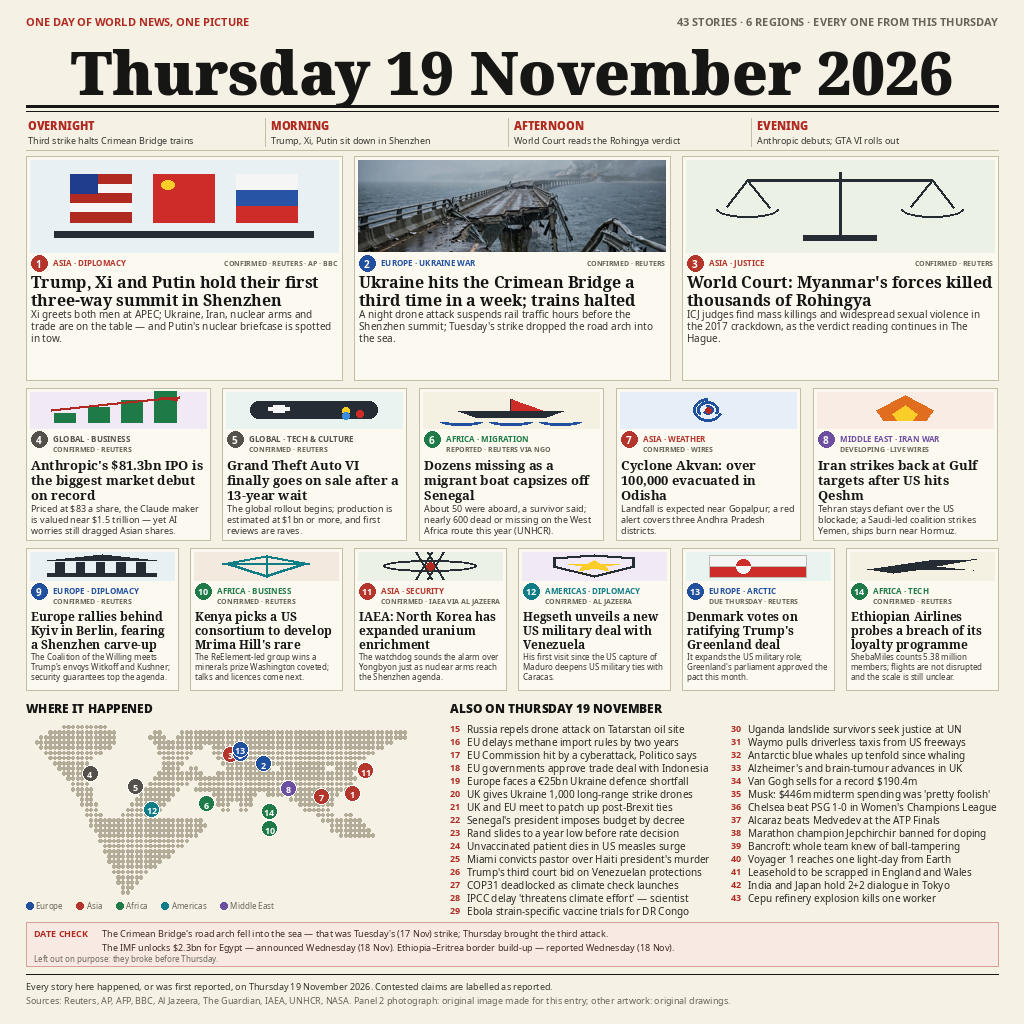 ONE DAY OF WORLD NEWS, ONE PICTURE
43 STORIES · 6 REGIONS · EVERY ONE FROM THIS THURSDAY
Thursday 19 November 2026
OVERNIGHT
Third strike halts Crimean Bridge trains
MORNING
Trump, Xi, Putin sit down in Shenzhen
AFTERNOON
World Court reads the Rohingya verdict
EVENING
Anthropic debuts; GTA VI rolls out
1 ASIA · DIPLOMACY
CONFIRMED · REUTERS · AP · BBC
Trump, Xi and Putin hold their first
three-way summit in Shenzhen
Xi greets both men at APEC; Ukraine, Iran, nuclear arms and
trade are on the table — and Putin's nuclear briefcase is spotted
in tow.
2 EUROPE · UKRAINE WAR
CONFIRMED · REUTERS
Ukraine hits the Crimean Bridge a
third time in a week; trains halted
A night drone attack suspends rail traffic hours before the
Shenzhen summit; Tuesday's strike dropped the road arch into
the sea.
3 ASIA · JUSTICE
CONFIRMED · REUTERS
World Court: Myanmar's forces killed
thousands of Rohingya
ICJ judges find mass killings and widespread sexual violence in
the 2017 crackdown, as the verdict reading continues in The
Hague.
4 GLOBAL · BUSINESS
CONFIRMED · REUTERS
Anthropic's $81.3bn IPO is
the biggest market debut
on record
Priced at $83 a share, the Claude maker
is valued near $1.5 trillion — yet AI
worries still dragged Asian shares.
5 GLOBAL · TECH & CULTURE
CONFIRMED · REUTERS
Grand Theft Auto VI
finally goes on sale after a
13-year wait
The global rollout begins; production is
estimated at $1bn or more, and first
reviews are raves.
6 AFRICA · MIGRATION
REPORTED · REUTERS VIA NGO
Dozens missing as a
migrant boat capsizes off
Senegal
About 50 were aboard, a survivor said;
nearly 600 dead or missing on the West
Africa route this year (UNHCR).
7 ASIA · WEATHER
CONFIRMED · WIRES
Cyclone Akvan: over
100,000 evacuated in
Odisha
Landfall is expected near Gopalpur; a red
alert covers three Andhra Pradesh
districts.
8 MIDDLE EAST · IRAN WAR
DEVELOPING · LIVE WIRES
Iran strikes back at Gulf
targets after US hits
Qeshm
Tehran stays defiant over the US
blockade; a Saudi-led coalition strikes
Yemen, ships burn near Hormuz.
9 EUROPE · DIPLOMACY
CONFIRMED · REUTERS
Europe rallies behind
Kyiv in Berlin, fearing
a Shenzhen carve-up
The Coalition of the Willing meets
Trump's envoys Witkoff and Kushner;
security guarantees top the agenda.
10 AFRICA · BUSINESS
CONFIRMED · REUTERS
Kenya picks a US
consortium to develop
Mrima Hill's rare
The ReElement-led group wins a
minerals prize Washington coveted;
talks and licences come next.
11 ASIA · SECURITY
CONFIRMED · IAEA VIA AL JAZEERA
IAEA: North Korea has
expanded uranium
enrichment
The watchdog sounds the alarm over
Yongbyon just as nuclear arms reach
the Shenzhen agenda.
12 AMERICAS · DIPLOMACY
CONFIRMED · AL JAZEERA
Hegseth unveils a new
US military deal with
Venezuela
His first visit since the US capture of
Maduro deepens US military ties with
Caracas.
13 EUROPE · ARCTIC
DUE THURSDAY · REUTERS
Denmark votes on
ratifying Trump's
Greenland deal
It expands the US military role;
Greenland's parliament approved the
pact this month.
14 AFRICA · TECH
CONFIRMED · REUTERS
Ethiopian Airlines
probes a breach of its
loyalty programme
ShebaMiles counts 5.38 million
members; flights are not disrupted
and the scale is still unclear.
WHERE IT HAPPENED
3
13
2
4
5
12
6
8
7
1
11
14
10
Europe
Asia
Africa
Americas
Middle East
ALSO ON THURSDAY 19 NOVEMBER
15 Russia repels drone attack on Tatarstan oil site
16 EU delays methane import rules by two years
17 EU Commission hit by a cyberattack, Politico says
18 EU governments approve trade deal with Indonesia
19 Europe faces a €25bn Ukraine defence shortfall
20 UK gives Ukraine 1,000 long-range strike drones
21 UK and EU meet to patch up post-Brexit ties
22 Senegal's president imposes budget by decree
23 Rand slides to a year low before rate decision
24 Unvaccinated patient dies in US measles surge
25 Miami convicts pastor over Haiti president's murder
26 Trump's third court bid on Venezuelan protections
27 COP31 deadlocked as climate check launches
28 IPCC delay 'threatens climate effort' — scientist
29 Ebola strain-specific vaccine trials for DR Congo
30 Uganda landslide survivors seek justice at UN
31 Waymo pulls driverless taxis from US freeways
32 Antarctic blue whales up tenfold since whaling
33 Alzheimer's and brain-tumour advances in UK
34 Van Gogh sells for a record $190.4m
35 Musk: $446m midterm spending was 'pretty foolish'
36 Chelsea beat PSG 1-0 in Women's Champions League
37 Alcaraz beats Medvedev at the ATP Finals
38 Marathon champion Jepchirchir banned for doping
39 Bancroft: whole team knew of ball-tampering
40 Voyager 1 reaches one light-day from Earth
41 Leasehold to be scrapped in England and Wales
42 India and Japan hold 2+2 dialogue in Tokyo
43 Cepu refinery explosion kills one worker
DATE CHECK
The Crimean Bridge's road arch fell into the sea — that was Tuesday's (17 Nov) strike; Thursday brought the third attack.
The IMF unlocks $2.3bn for Egypt — announced Wednesday (18 Nov). Ethiopia–Eritrea border build-up — reported Wednesday (18 Nov).
Left out on purpose: they broke before Thursday.
Every story here happened, or was first reported, on Thursday 19 November 2026. Contested claims are labelled as reported.
Sources: Reuters, AP, AFP, BBC, Al Jazeera, The Guardian, IAEA, UNHCR, NASA. Panel 2 photograph: original image made for this entry; other artwork: original drawings.